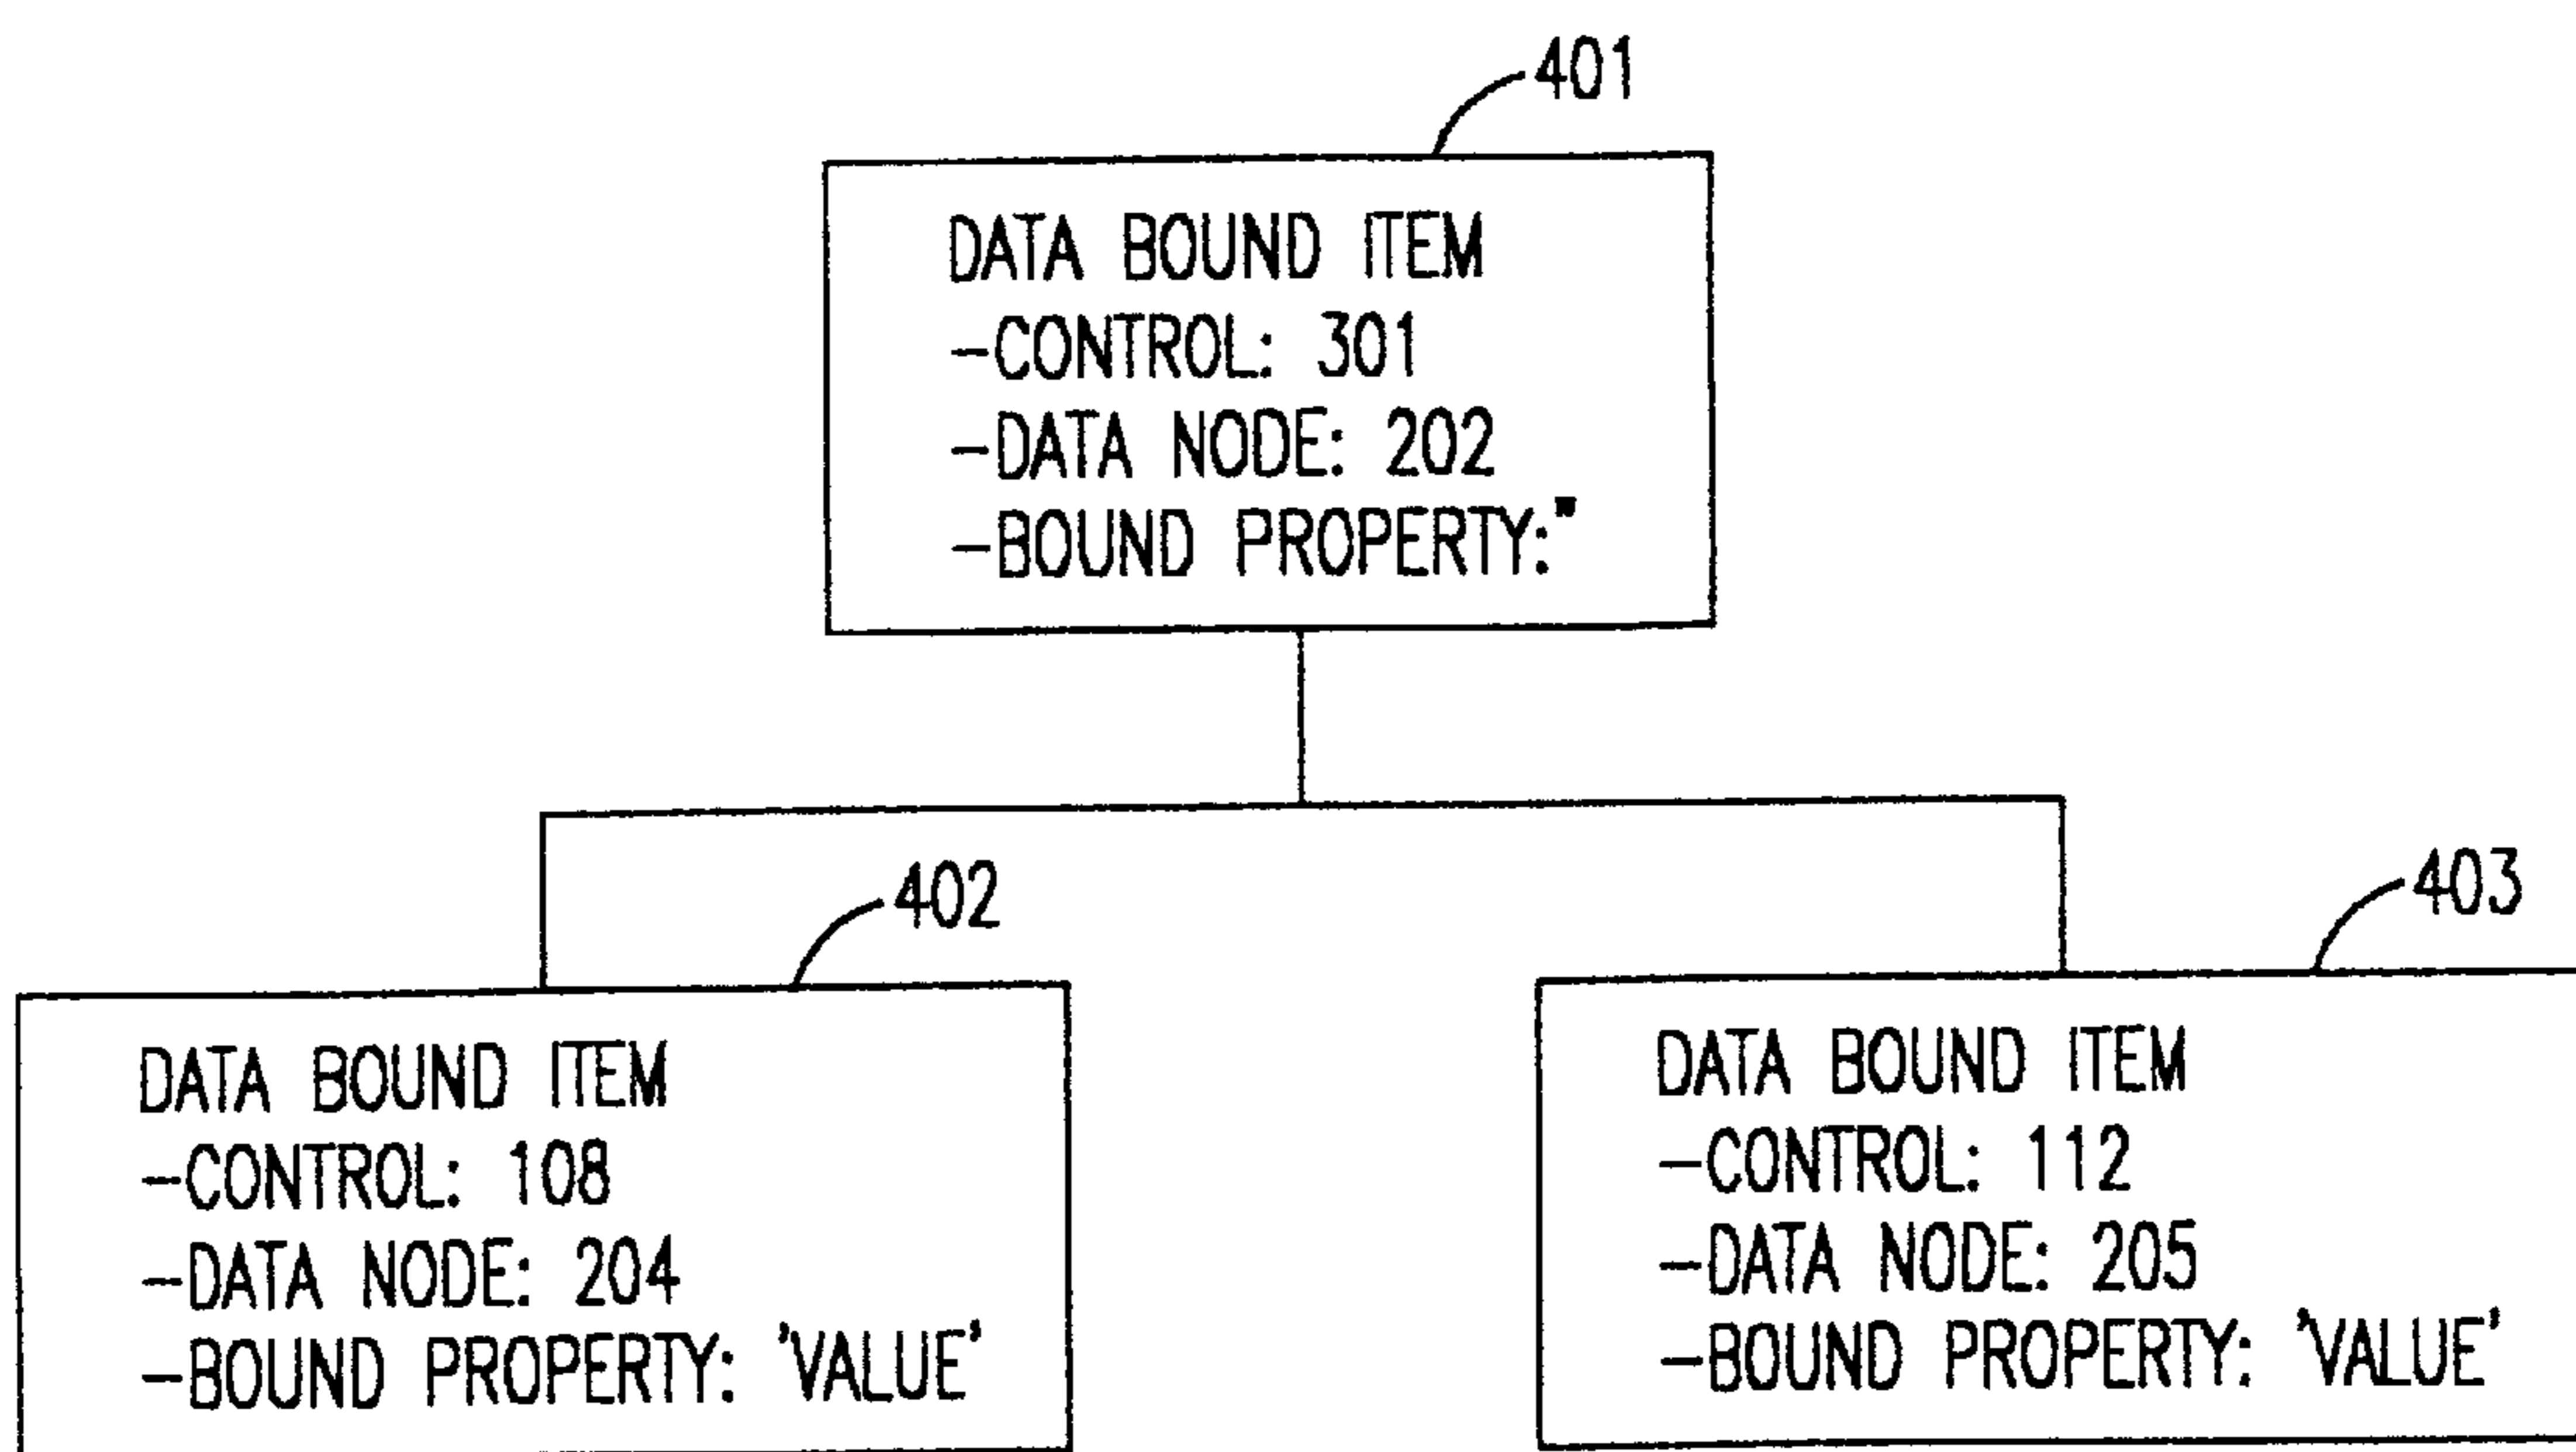 401
DATA BOUND ITEM
-CONTROL: 301
-DATA NODE: 202
-BOUND PROPERTY:"
402
DATA BOUND ITEM
-CONTROL: 108
-DATA NODE: 204
-BOUND PROPERTY: 'VALUE'
403
DATA BOUND ITEM
-CONTROL: 112
-DATA NODE: 205
-BOUND PROPERTY: 'VALUE'